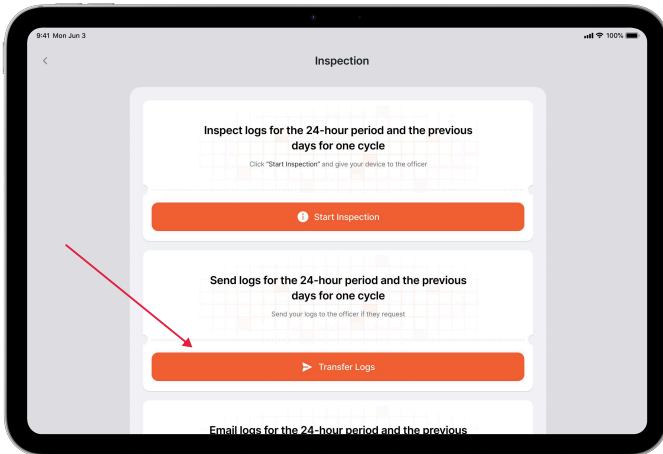 9:41 Mon Jun 3
100%
Inspection
Inspect logs for the 24-hour period and the previous
days for one cycle
Click "Start Inspection" and give your device to the officer
Start Inspection
Send logs for the 24-hour period and the previous
days for one cycle
Send your logs to the officer if they request
Transfer Logs
Email logs for the 24-hour period and the previous